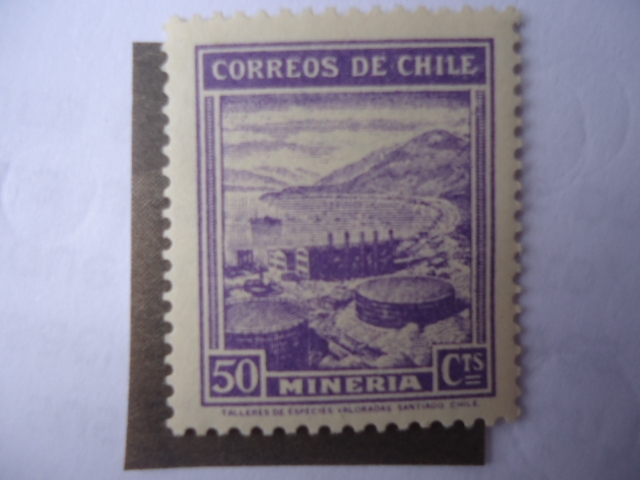 CORREOS DE CHILE
50 MINERIA CTS
TALLERES DE ESPECIES VALORADAS SANTIAGO CHILE